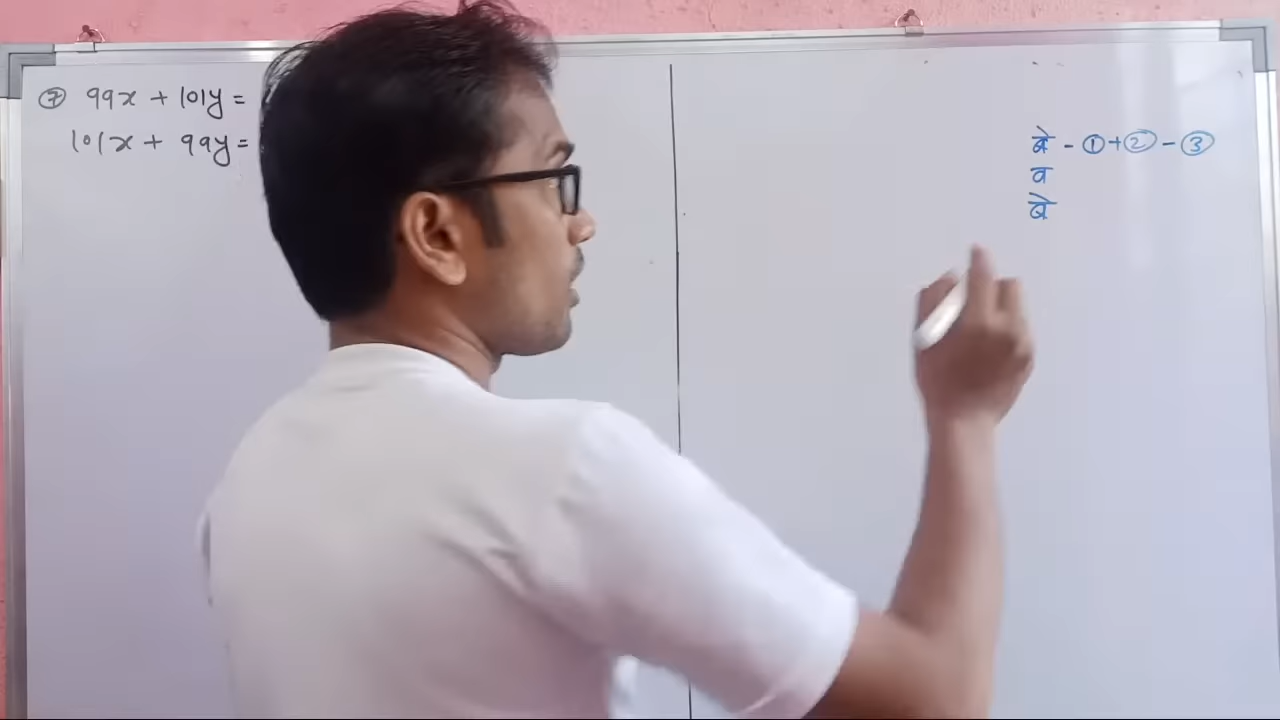 ⑦ 99x + 101y =
101x + 99y =
बे - ① + ② - ③
व
बे